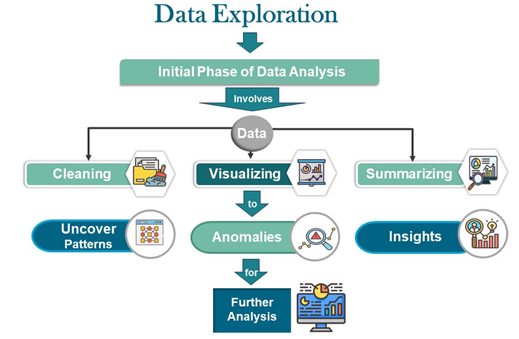 Data Exploration
Initial Phase of Data Analysis
Involves
Data
Cleaning
Visualizing
Summarizing
to
Uncover
Patterns
Anomalies
Insights
for
Further
Analysis